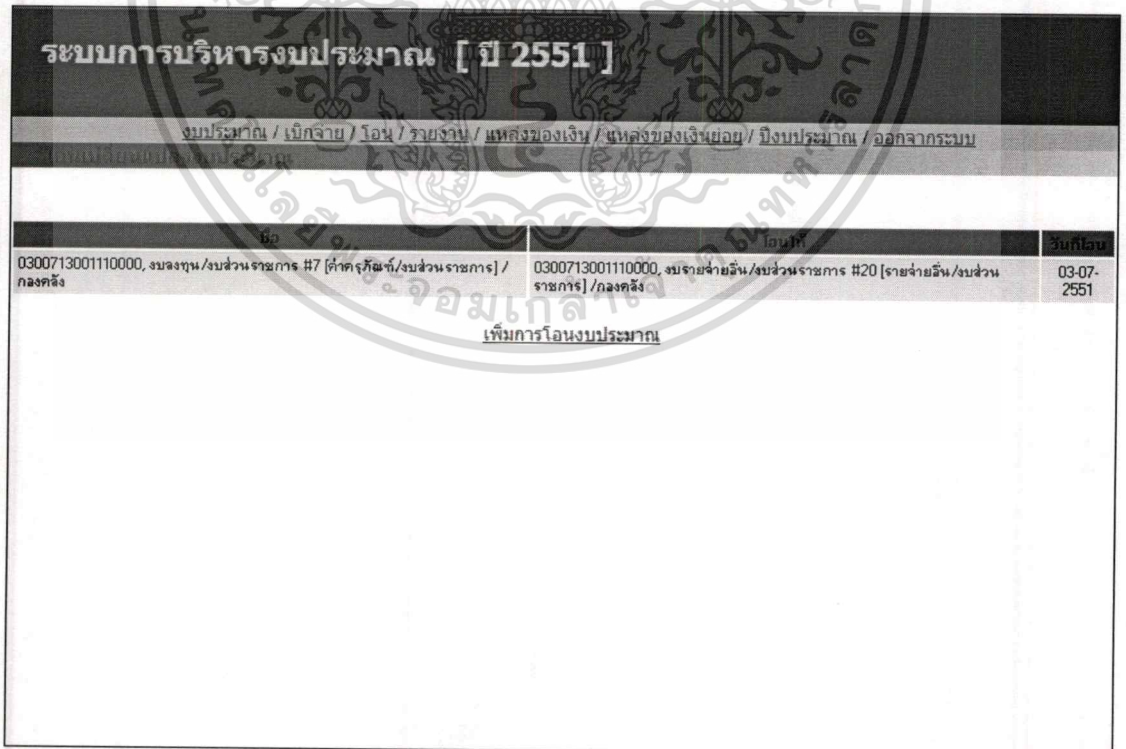 ระบบการบริหารงบประมาณ [ ปี 2551 ]
งบประมาณ / เบิกจ่าย / โอน / รายงาน / แหล่งของเงิน / แหล่งของเงินย่อย / ปีงบประมาณ / ออกจากระบบ
ชื่อ
โอนให้
วันที่โอน
0300713001110000, งบลงทุน/งบส่วนราชการ #7 [ค่าครุภัณฑ์/งบส่วนราชการ] /
กองคลัง
0300713001110000, งบรายจ่ายอื่น/งบส่วนราชการ #20 [รายจ่ายอื่น/งบส่วน
ราชการ] /กองคลัง
03-07-
2551
เพิ่มการโอนงบประมาณ